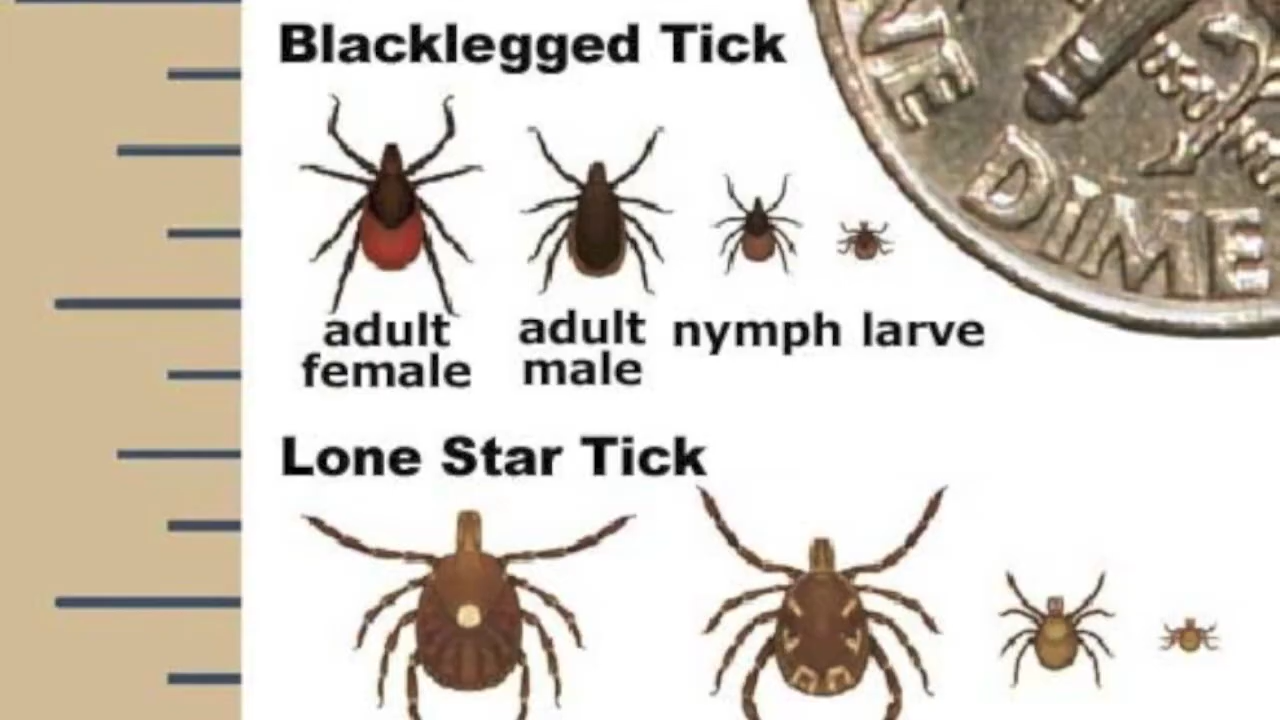 Blacklegged Tick
adult female
adult male
nymph
larve
DIME
Lone Star Tick